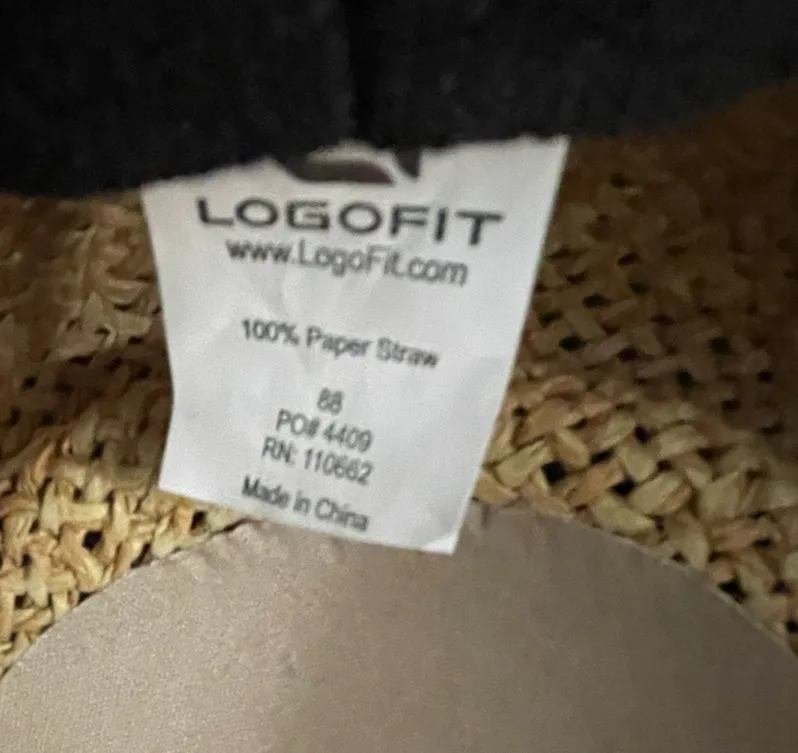 LOGOFIT
www.LogoFit.com
100% Paper Straw
88
PO# 4409
RN: 110662
Made in China